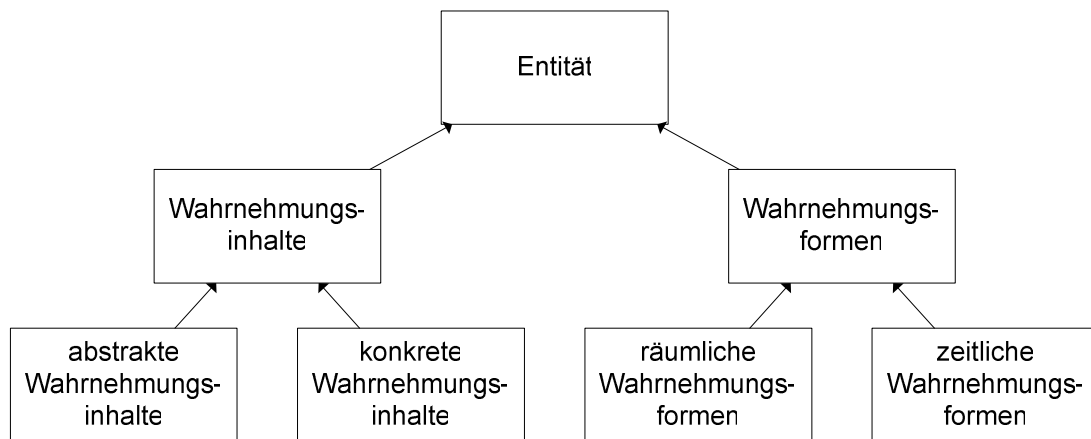 Entität
Wahrnehmungs-
inhalte
Wahrnehmungs-
formen
abstrakte
Wahrnehmungs-
inhalte
konkrete
Wahrnehmungs-
inhalte
räumliche
Wahrnehmungs-
formen
zeitliche
Wahrnehmungs-
formen